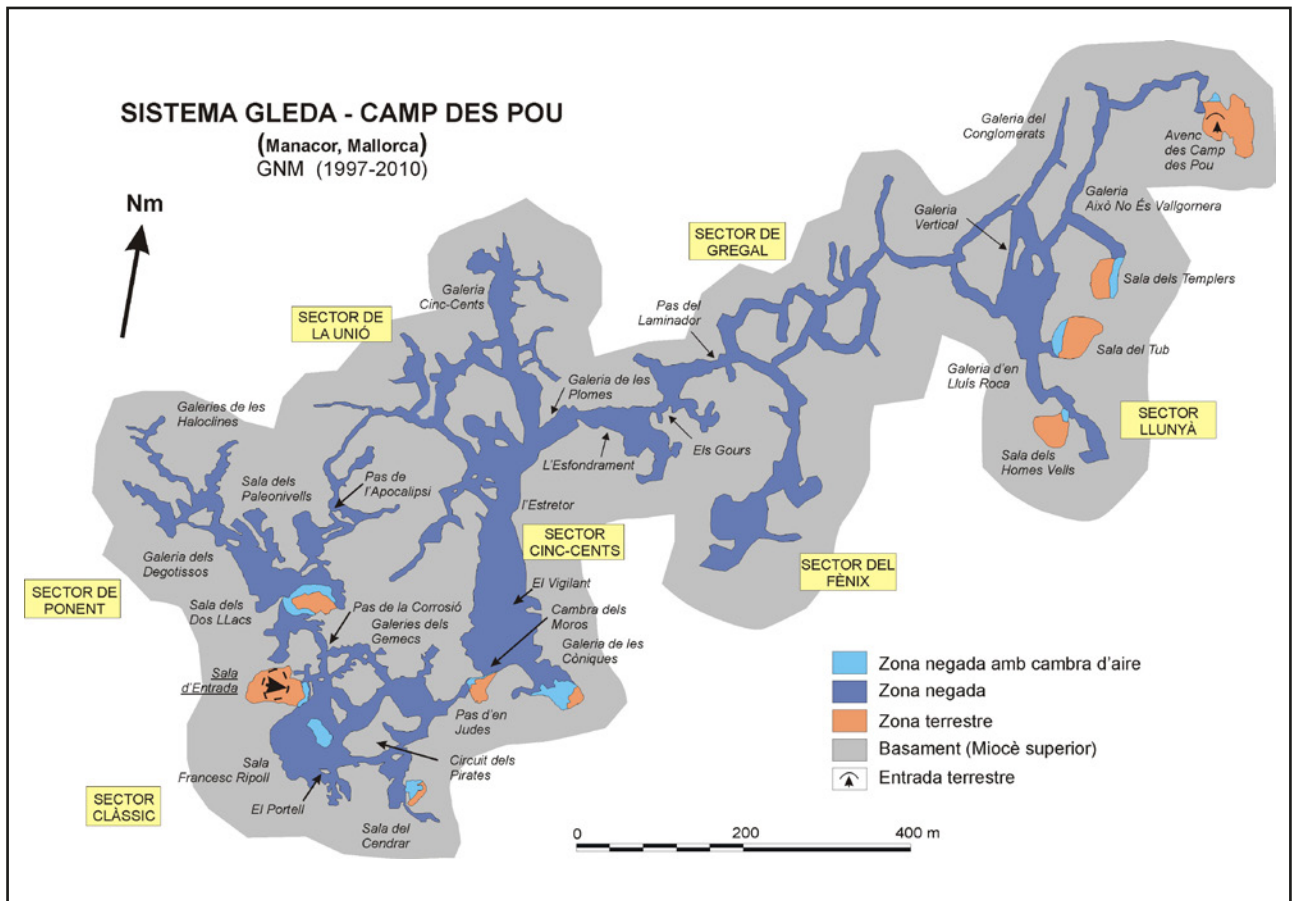 SISTEMA GLEDA - CAMP DES POU
(Manacor, Mallorca)
GNM (1997-2010)
Nm
Galeria del
Conglomerats
Avenc
des Camp
des Pou
Galeria
Aixó No És Vallgornera
Galeria
Vertical
SECTOR DE
GREGAL
Sala dels Templers
Galeria
Cinc-Cents
SECTOR DE
LA UNIÓ
Pas del
Laminador
Sala del Tub
Galeria d'en
Lluís Roca
Galeria de les
Plomes
SECTOR
LLUNYÀ
Galeries de les
Haloclines
L'Esfondrament
Els Gours
Sala dels
Homes Vells
Sala dels
Paleonivells
Pas de
l'Apocalipsi
l'Estretor
SECTOR
CINC-CENTS
Galeria dels
Degotissos
SECTOR DEL
FÈNIX
SECTOR DE
PONENT
Sala dels
Dos LLacs
El Vigilant
Pas de la Corrosió
Cambra dels
Moros
Galeries dels
Gemecs
Galeria de les
Còniques
Sala
d'Entrada
Pas d'en
Judes
Sala
Francesc Ripoll
Circuit dels
Pirates
SECTOR
CLÀSSIC
El Portell
Sala del
Cendrar
Zona negada amb cambra d'aire
Zona negada
Zona terrestre
Basament (Miocè superior)
Entrada terrestre
0 200 400 m